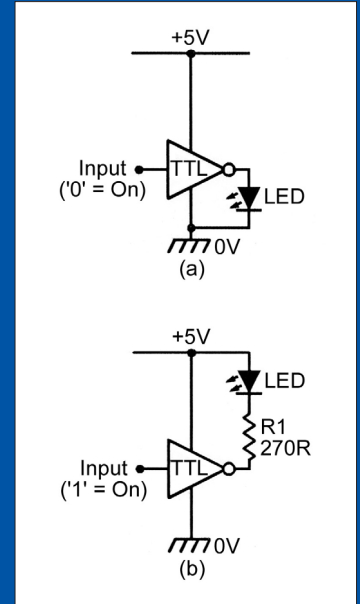 +5V
TTL
Input
('0' = On)
LED
0V
(a)
+5V
LED
R1
270R
TTL
Input
('1' = On)
0V
(b)